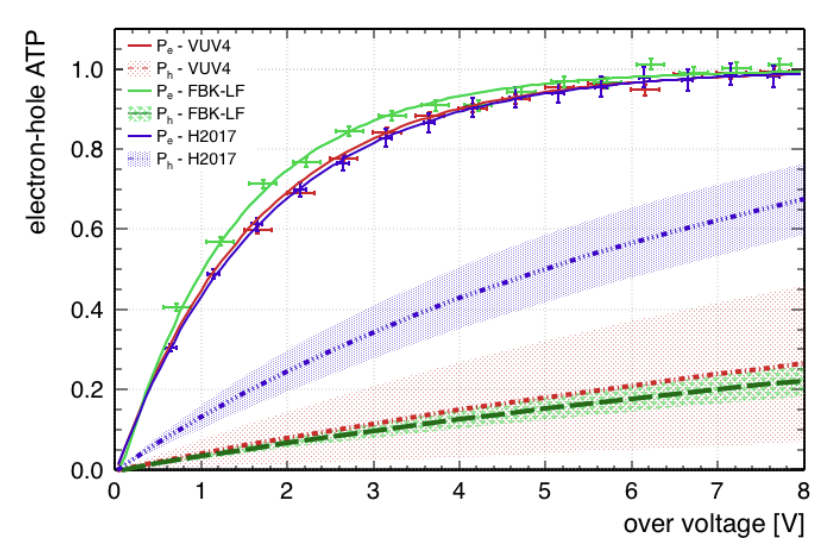 electron-hole ATP
1.0
0.8
0.6
0.4
0.2
0.0
P_e - VUV4
P_h - VUV4
P_e - FBK-LF
P_h - FBK-LF
P_e - H2017
P_h - H2017
0 1 2 3 4 5 6 7 8
over voltage [V]